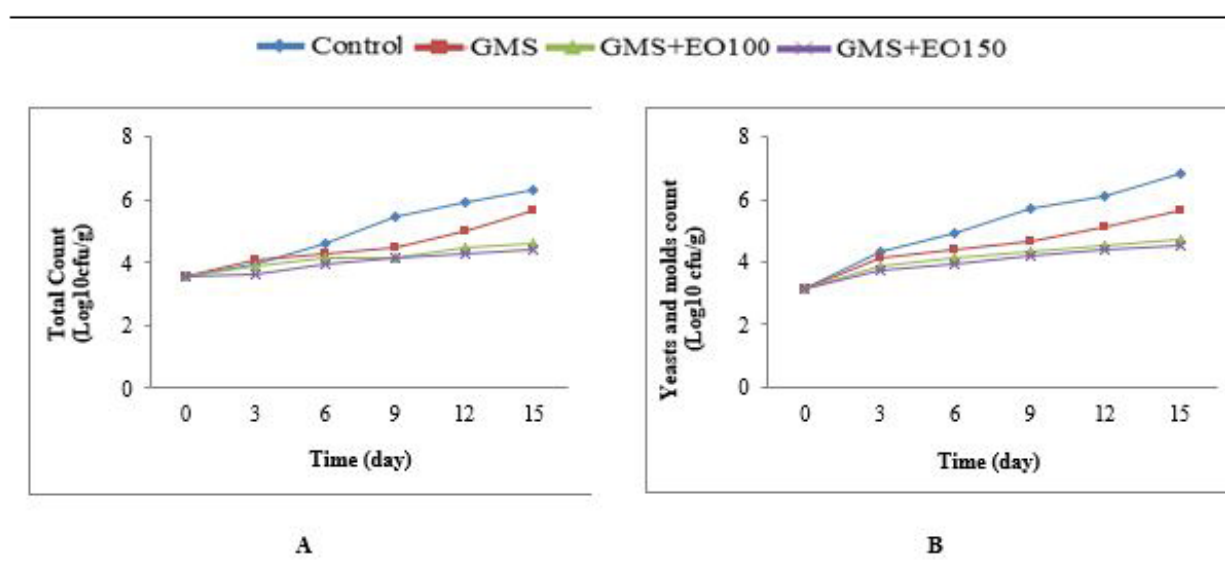 Control GMS GMS+EO100 GMS+EO150
8
6
4
2
0
0 3 6 9 12 15
Total Count
(Log10cfu/g)
Time (day)
A
8
6
4
2
0
0 3 6 9 12 15
Yeasts and molds count
(Log10 cfu/g)
Time (day)
B